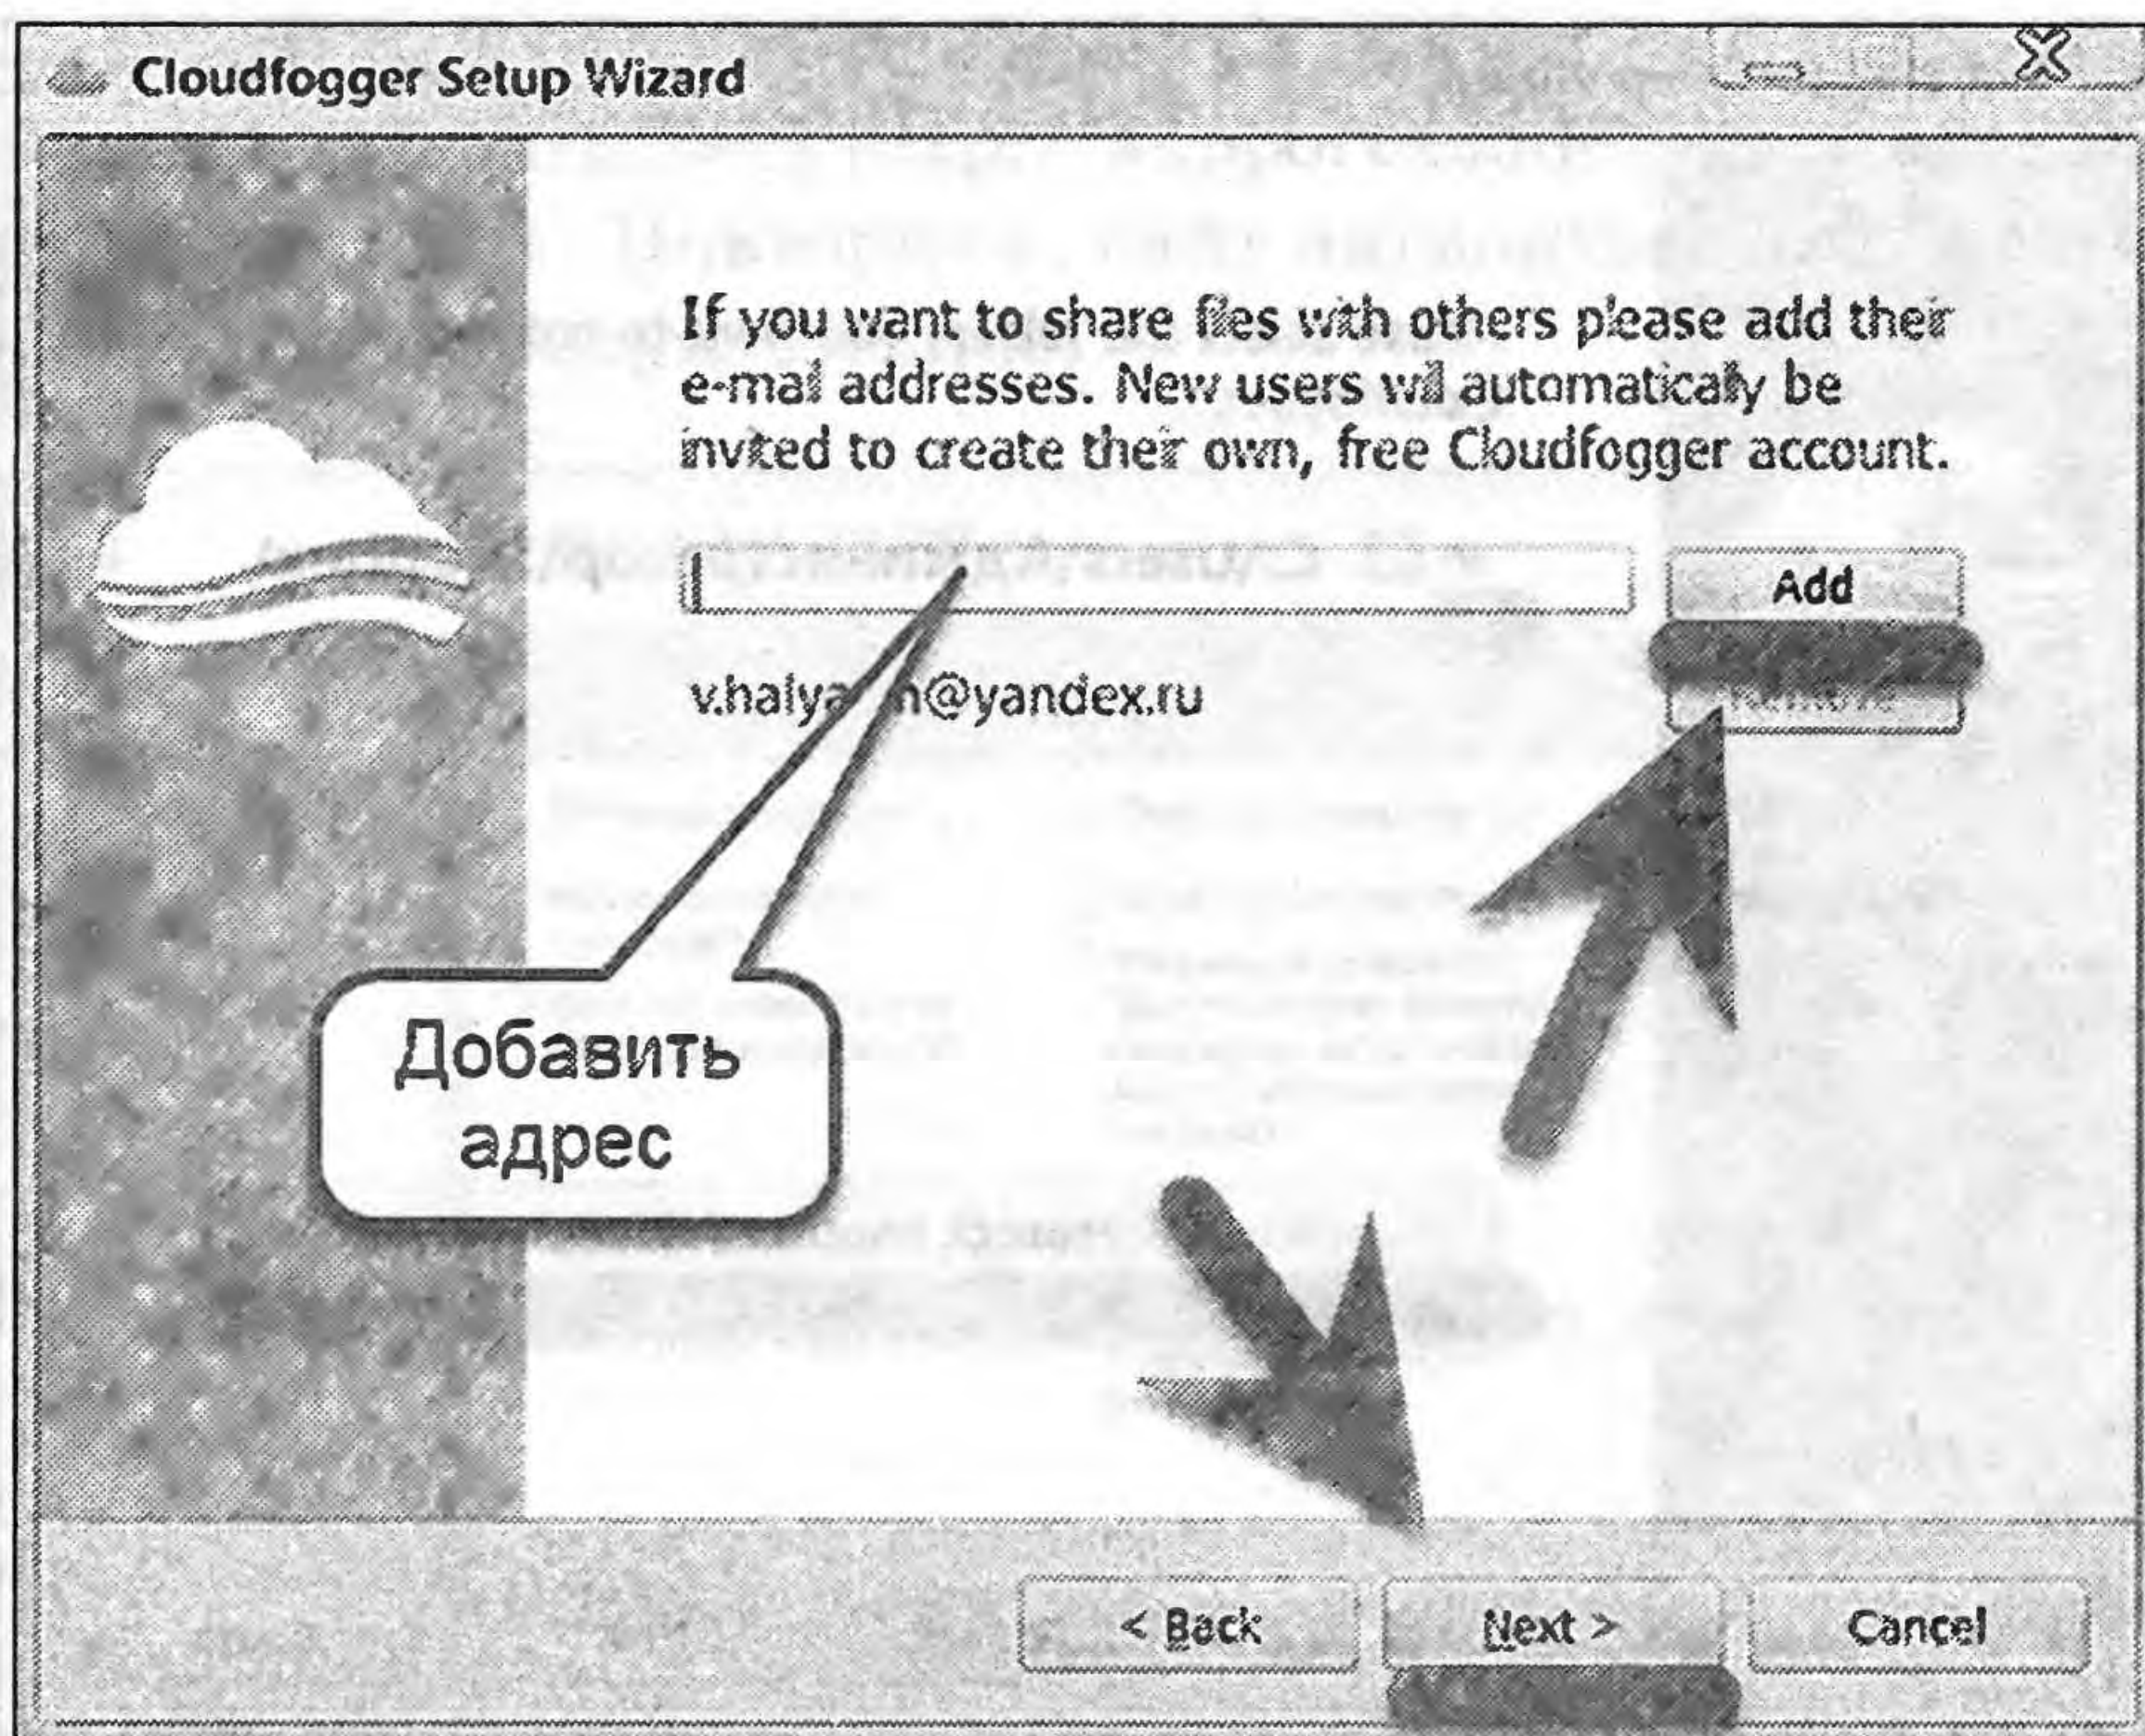 Cloudfogger Setup Wizard
If you want to share files with others please add their
e-mail addresses. New users will automatically be
invited to create their own, free Cloudfogger account.
Add
Remove
Добавить
адрес
< Back
Next >
Cancel